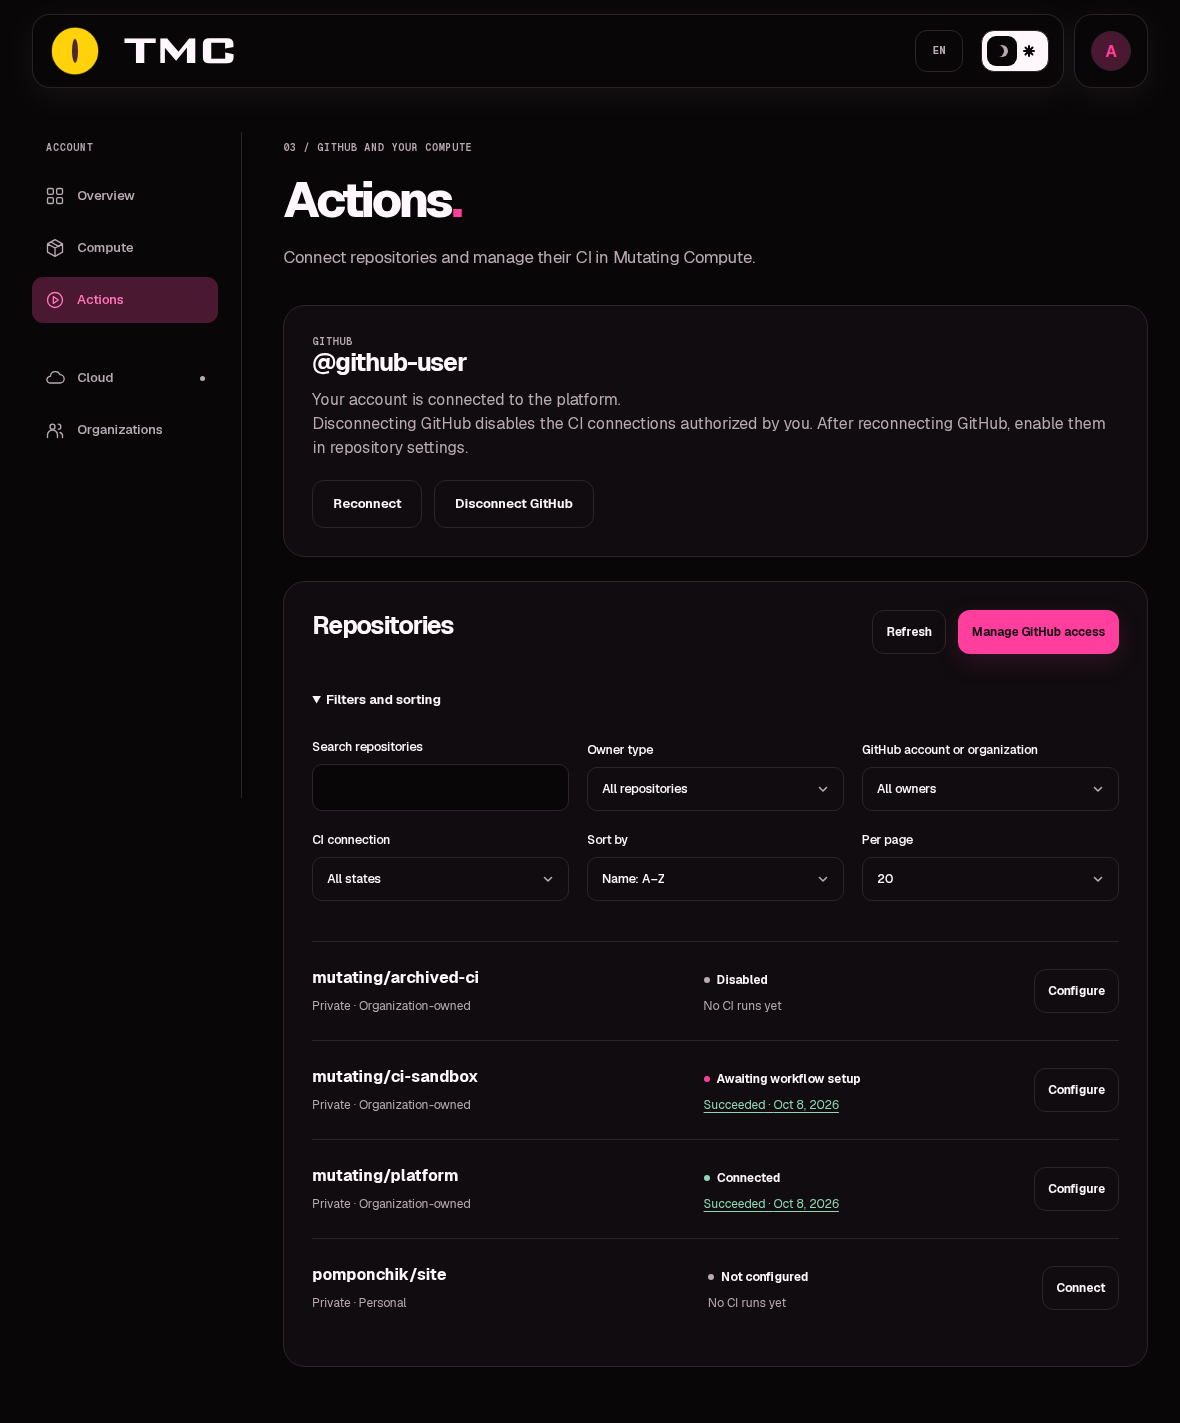 TMC
EN
A
ACCOUNT
Overview
Compute
Actions
Cloud
Organizations
03 / GITHUB AND YOUR COMPUTE
Actions.
Connect repositories and manage their CI in Mutating Compute.
GITHUB
@github-user
Your account is connected to the platform.
Disconnecting GitHub disables the CI connections authorized by you. After reconnecting GitHub, enable them
in repository settings.
Reconnect
Disconnect GitHub
Repositories
Refresh
Manage GitHub access
Filters and sorting
Search repositories
Owner type
All repositories
GitHub account or organization
All owners
CI connection
All states
Sort by
Name: A–Z
Per page
20
mutating/archived-ci
Private · Organization-owned
Disabled
No CI runs yet
Configure
mutating/ci-sandbox
Private · Organization-owned
Awaiting workflow setup
Succeeded · Oct 8, 2026
Configure
mutating/platform
Private · Organization-owned
Connected
Succeeded · Oct 8, 2026
Configure
pomponchik/site
Private · Personal
Not configured
No CI runs yet
Connect